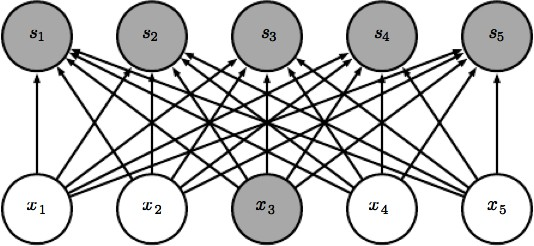 s₁ s₂ s₃ s₄ s₅
x₁ x₂ x₃ x₄ x₅